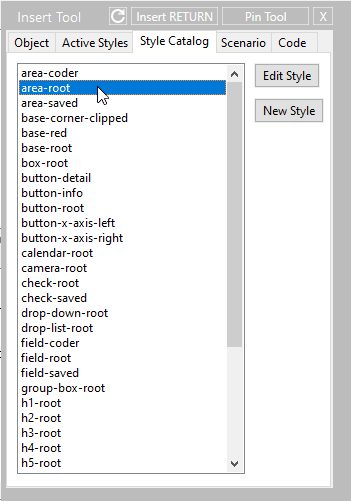 Insert Tool Insert RETURN Pin Tool X
Object Active Styles Style Catalog Scenario Code
area-coder
area-root
area-saved
base-corner-clipped
base-red
base-root
box-root
button-detail
button-info
button-root
button-x-axis-left
button-x-axis-right
calendar-root
camera-root
check-root
check-saved
drop-down-root
drop-list-root
field-coder
field-root
field-saved
group-box-root
h1-root
h2-root
h3-root
h4-root
h5-root
Edit Style
New Style